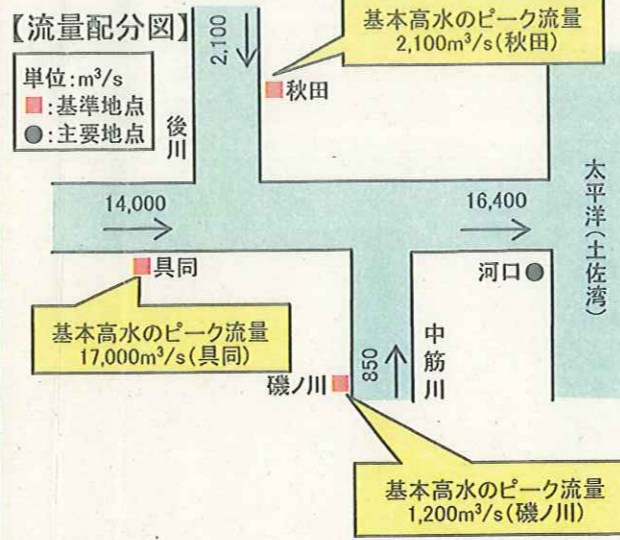 【流量配分図】
単位:m³/s
■:基準地点
●:主要地点
2,100
後川
秋田
基本高水のピーク流量
2,100m³/s(秋田)
14,000
16,400
太平洋(土佐湾)
具同
河口
基本高水のピーク流量
17,000m³/s(具同)
磯ノ川
850
中筋川
基本高水のピーク流量
1,200m³/s(磯ノ川)